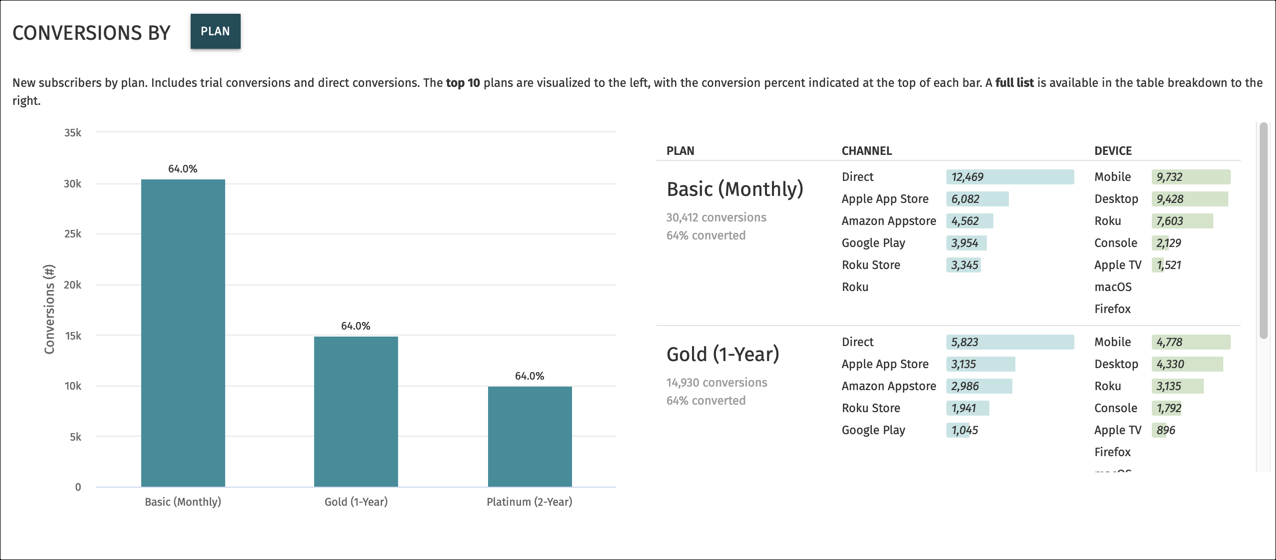 CONVERSIONS BY PLAN
New subscribers by plan. Includes trial conversions and direct conversions. The top 10 plans are visualized to the left, with the conversion percent indicated at the top of each bar. A full list is available in the table breakdown to the
right.
Conversions (#)
35k
30k
25k
20k
15k
10k
5k
0
64.0%
64.0%
64.0%
Basic (Monthly)
Gold (1-Year)
Platinum (2-Year)
PLAN CHANNEL DEVICE
Basic (Monthly)
30,412 conversions
64% converted
Direct 12,469
Apple App Store 6,082
Amazon Appstore 4,562
Google Play 3,954
Roku Store 3,345
Roku
Mobile 9,732
Desktop 9,428
Roku 7,603
Console 2,129
Apple TV 1,521
macOS
Firefox
Gold (1-Year)
14,930 conversions
64% converted
Direct 5,823
Apple App Store 3,135
Amazon Appstore 2,986
Roku Store 1,941
Google Play 1,045
Mobile 4,778
Desktop 4,330
Roku 3,135
Console 1,792
Apple TV 896
Firefox